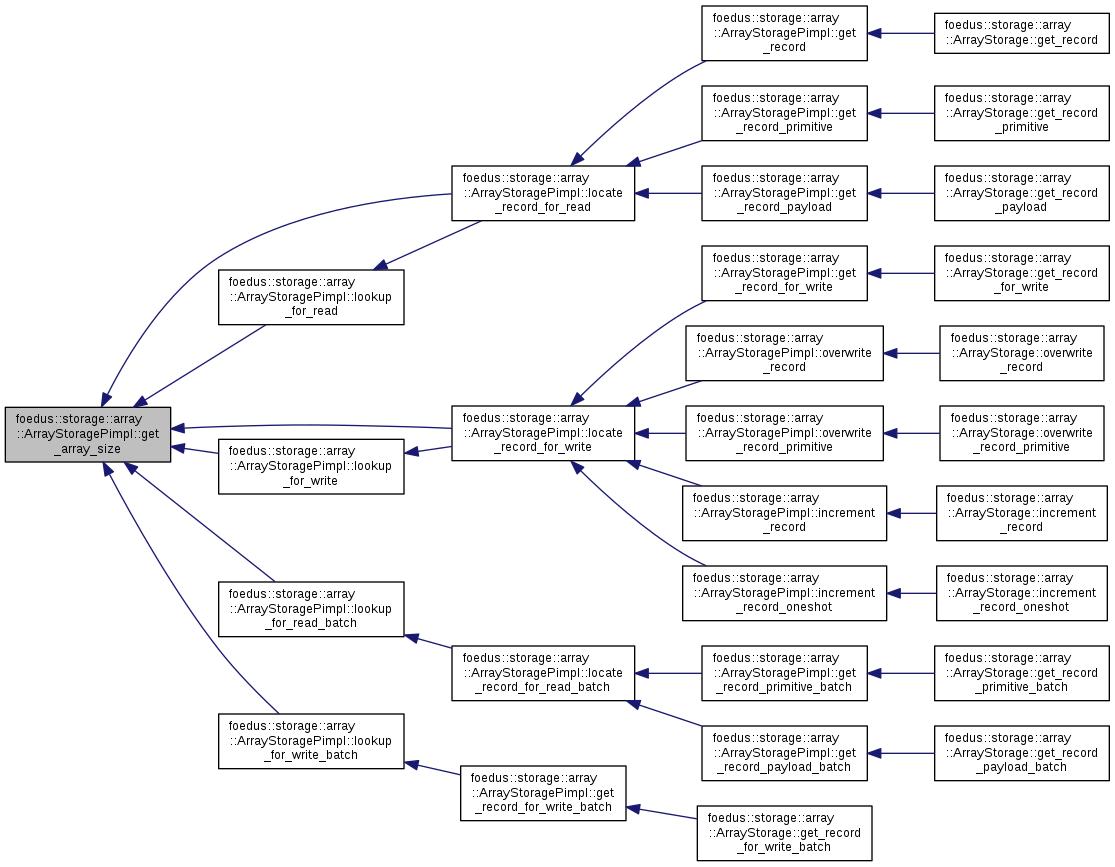 foedus::storage::array
::ArrayStoragePimpl::get
_array_size
foedus::storage::array
::ArrayStoragePimpl::lookup
_for_read
foedus::storage::array
::ArrayStoragePimpl::lookup
_for_write
foedus::storage::array
::ArrayStoragePimpl::lookup
_for_read_batch
foedus::storage::array
::ArrayStoragePimpl::lookup
_for_write_batch
foedus::storage::array
::ArrayStoragePimpl::locate
_record_for_read
foedus::storage::array
::ArrayStoragePimpl::locate
_record_for_write
foedus::storage::array
::ArrayStoragePimpl::locate
_record_for_read_batch
foedus::storage::array
::ArrayStoragePimpl::get
_record_for_write_batch
foedus::storage::array
::ArrayStoragePimpl::get
_record
foedus::storage::array
::ArrayStorage::get_record
foedus::storage::array
::ArrayStoragePimpl::get
_record_primitive
foedus::storage::array
::ArrayStorage::get_record
_primitive
foedus::storage::array
::ArrayStoragePimpl::get
_record_payload
foedus::storage::array
::ArrayStorage::get_record
_payload
foedus::storage::array
::ArrayStoragePimpl::get
_record_for_write
foedus::storage::array
::ArrayStorage::get_record
_for_write
foedus::storage::array
::ArrayStoragePimpl::overwrite
_record
foedus::storage::array
::ArrayStorage::overwrite
_record
foedus::storage::array
::ArrayStoragePimpl::overwrite
_record_primitive
foedus::storage::array
::ArrayStorage::overwrite
_record_primitive
foedus::storage::array
::ArrayStoragePimpl::increment
_record
foedus::storage::array
::ArrayStorage::increment
_record
foedus::storage::array
::ArrayStoragePimpl::increment
_record_oneshot
foedus::storage::array
::ArrayStorage::increment
_record_oneshot
foedus::storage::array
::ArrayStoragePimpl::get
_record_primitive_batch
foedus::storage::array
::ArrayStorage::get_record
_primitive_batch
foedus::storage::array
::ArrayStoragePimpl::get
_record_payload_batch
foedus::storage::array
::ArrayStorage::get_record
_payload_batch
foedus::storage::array
::ArrayStorage::get_record
_for_write_batch